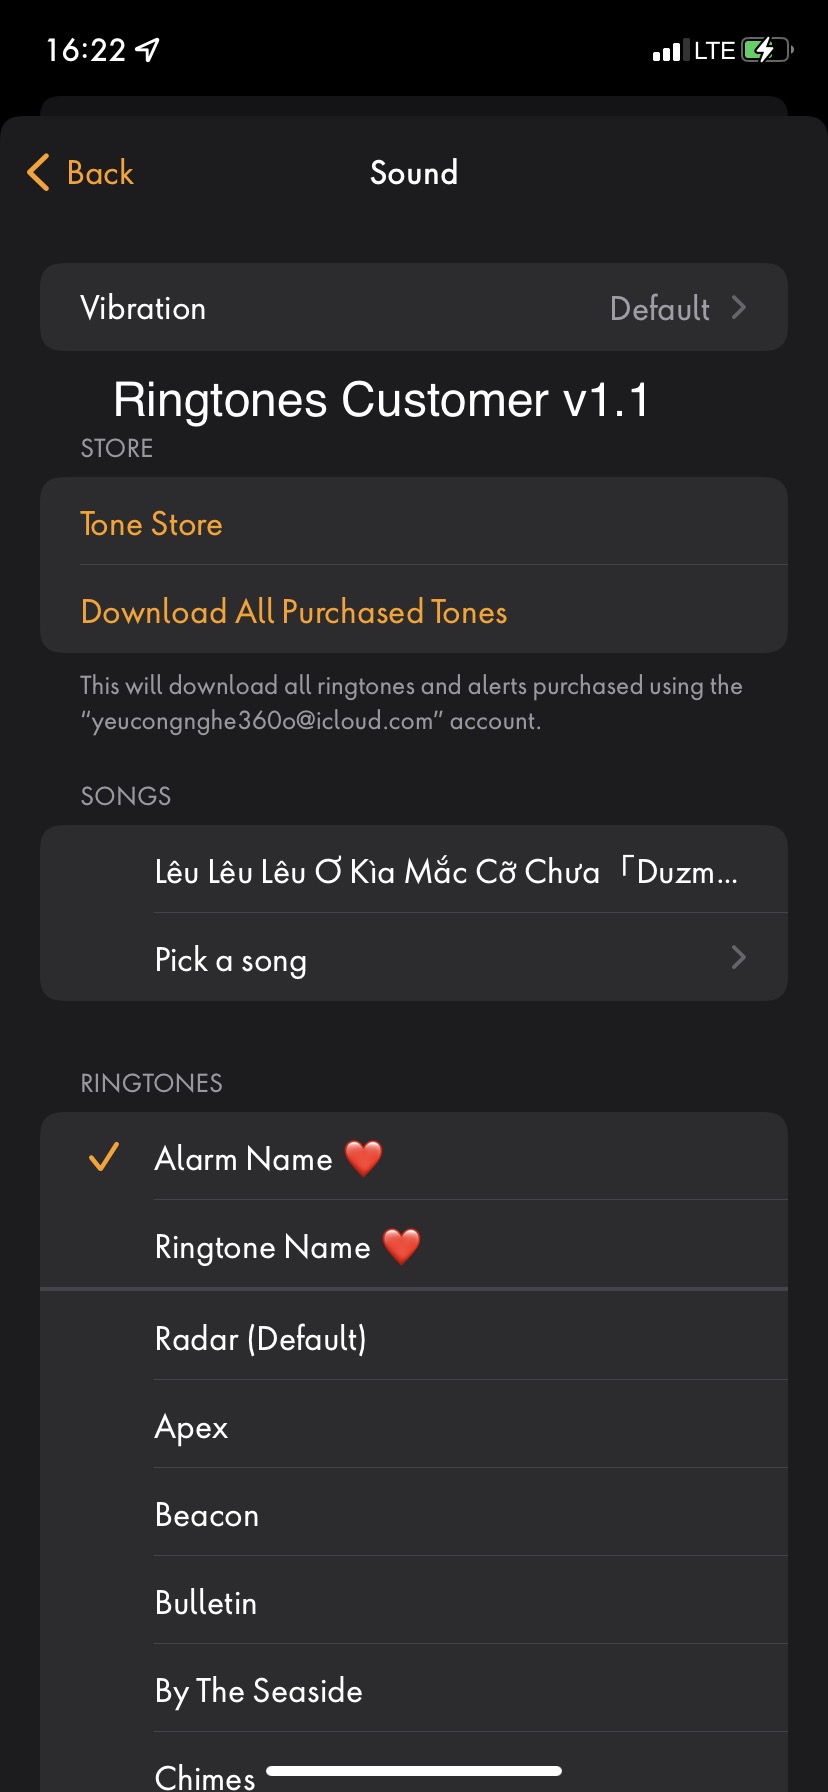 16:22
LTE
Back
Sound
Vibration
Default
Ringtones Customer v1.1
STORE
Tone Store
Download All Purchased Tones
This will download all ringtones and alerts purchased using the
“yeucongnghe360o@icloud.com” account.
SONGS
Lêu Lêu Lêu Ơ Kìa Mắc Cỡ Chưa「Duzm...
Pick a song
RINGTONES
Alarm Name ❤️
Ringtone Name ❤️
Radar (Default)
Apex
Beacon
Bulletin
By The Seaside
Chimes